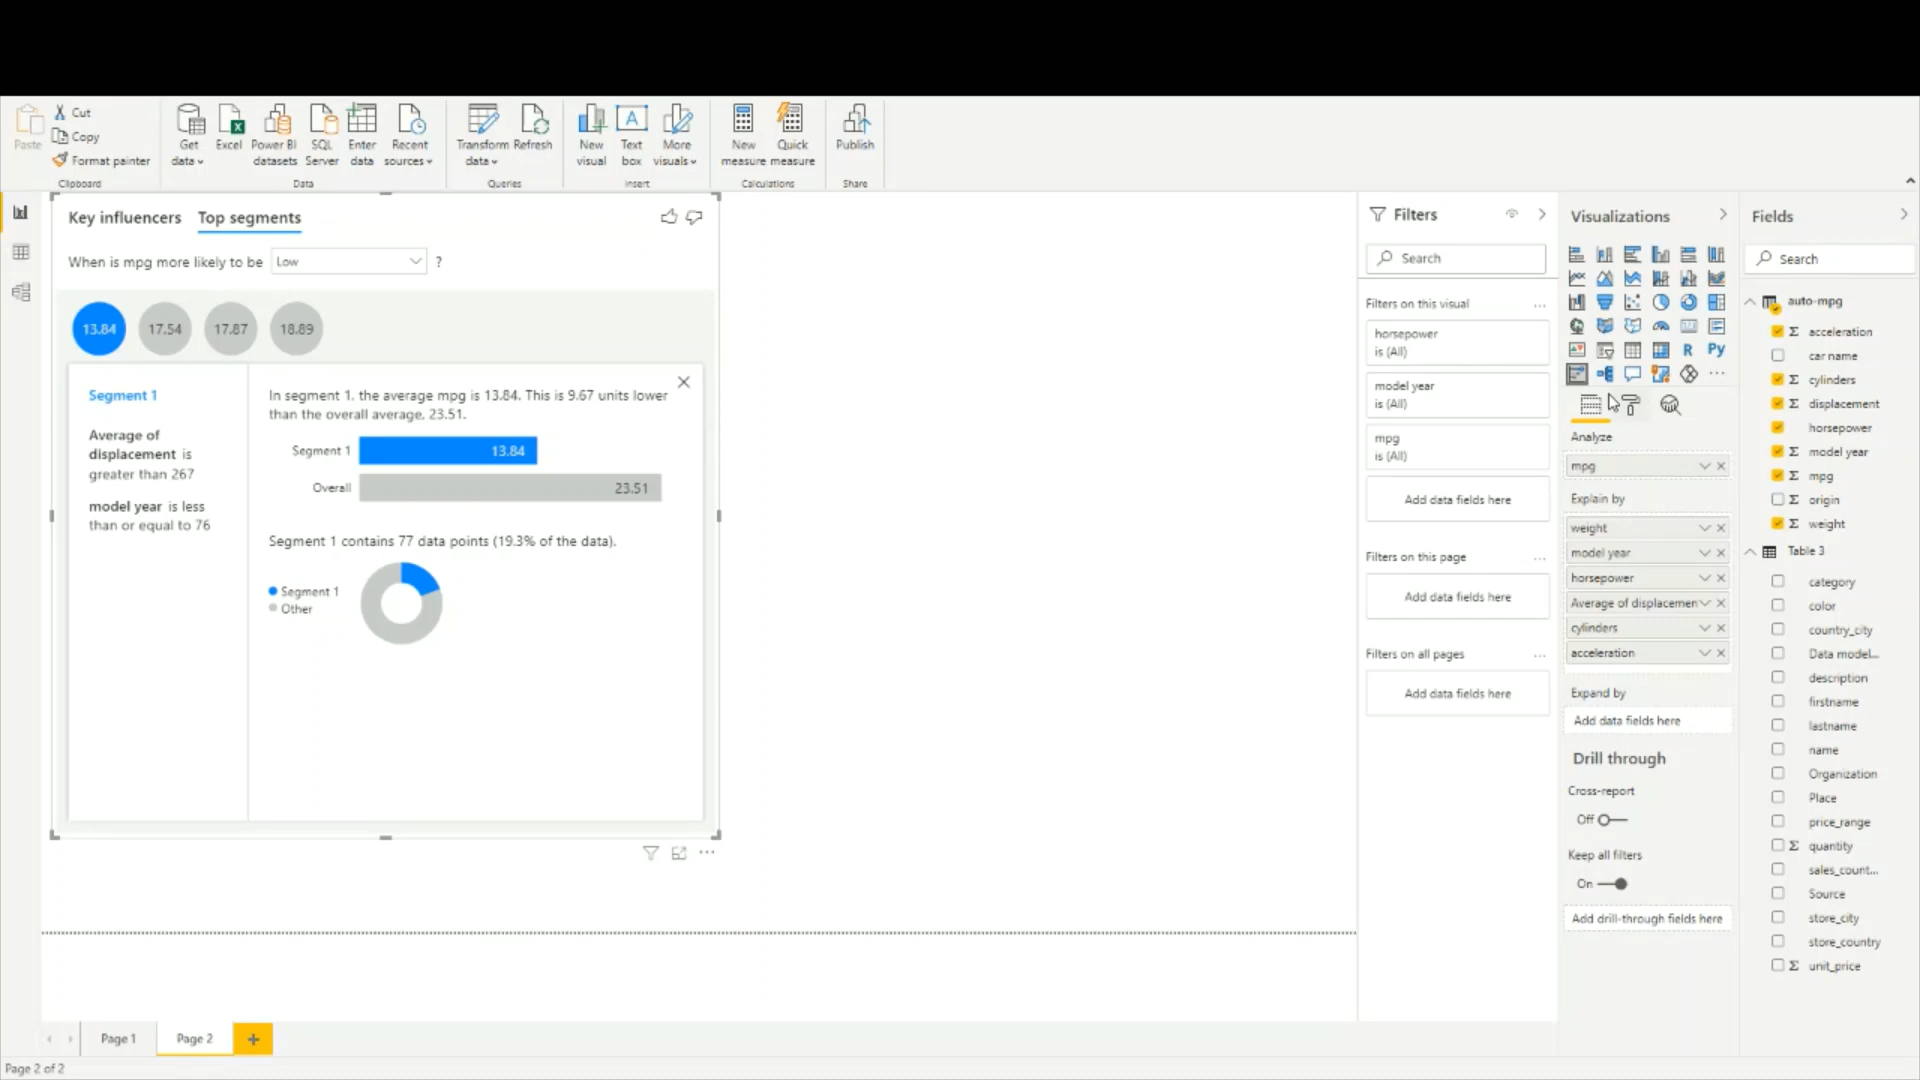 Paste
Cut
Copy
Format painter
Clipboard
Get data
Excel
Power BI datasets
SQL Server
Enter data
Recent sources
Data
Transform data
Refresh
Queries
New visual
Text box
More visuals
Insert
New measure
Quick measure
Calculations
Publish
Share
Key influencers
Top segments
When is mpg more likely to be
Low
?
13.84
17.54
17.87
18.89
Segment 1
Average of
displacement is
greater than 267
model year is less
than or equal to 76
In segment 1, the average mpg is 13.84. This is 9.67 units lower
than the overall average, 23.51.
Segment 1
13.84
Overall
23.51
Segment 1 contains 77 data points (19.3% of the data).
Segment 1
Other
Page 1
Page 2
Page 2 of 2
Filters
Search
Filters on this visual
horsepower
is (All)
model year
is (All)
mpg
is (All)
Add data fields here
Filters on this page
Add data fields here
Filters on all pages
Add data fields here
Visualizations
R
Py
Analyze
mpg
Explain by
weight
model year
horsepower
Average of displacemen
cylinders
acceleration
Expand by
Add data fields here
Drill through
Cross-report
Off
Keep all filters
On
Add drill-through fields here
Fields
Search
auto-mpg
Σ acceleration
car name
Σ cylinders
Σ displacement
horsepower
Σ model year
Σ mpg
Σ origin
Σ weight
Table 3
category
color
country_city
Data model...
description
firstname
lastname
name
Organization
Place
price_range
Σ quantity
sales_count...
Source
store_city
store_country
Σ unit_price